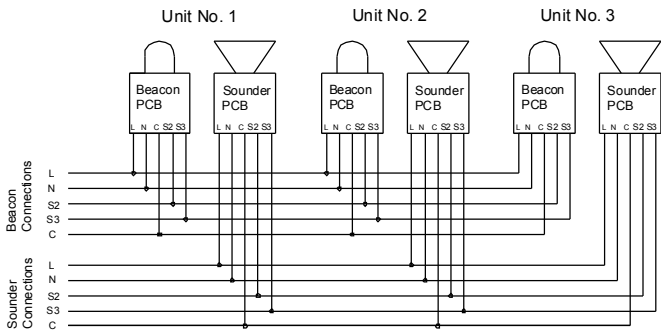 Unit No. 1 Unit No. 2 Unit No. 3
Beacon PCB
L N C S2 S3
Sounder PCB
L N C S2 S3
Beacon PCB
L N C S2 S3
Sounder PCB
L N C S2 S3
Beacon PCB
L N C S2 S3
Sounder PCB
L N C S2 S3
Beacon Connections
L
N
S2
S3
C
Sounder Connections
L
N
S2
S3
C